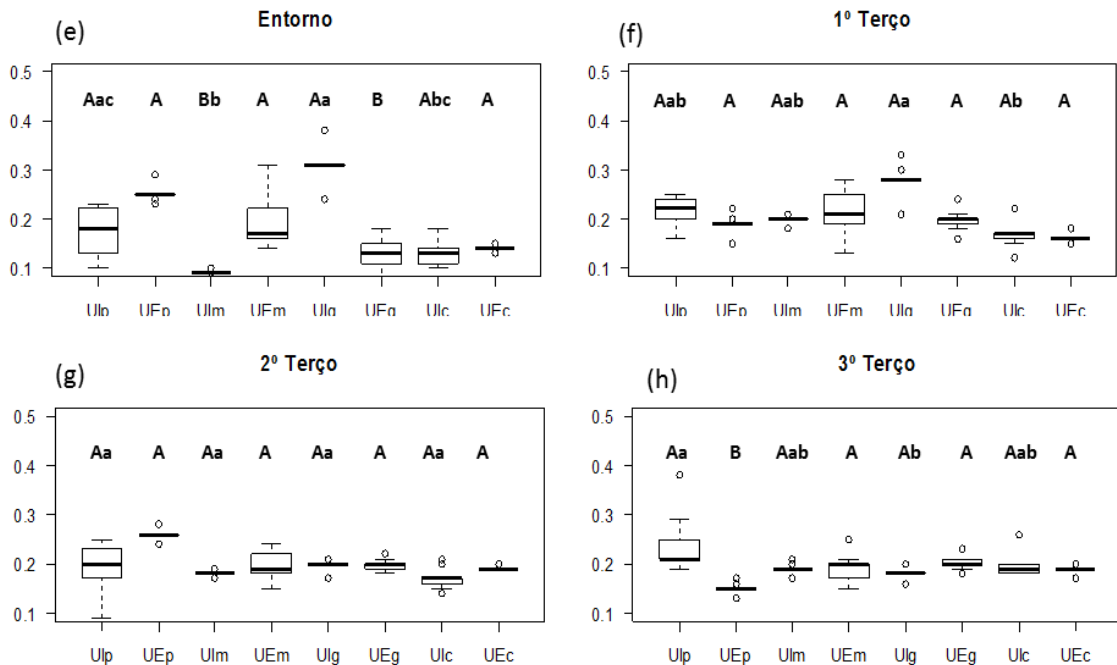 (e) Entorno
0.5
Aac A Bb A Aa B Abc A
0.4
0.3
0.2
0.1
UIp UEp UIm UEm UIg UEg UIc UEc
(f) 1º Terço
0.5
Aab A Aab A Aa A Ab A
0.4
0.3
0.2
0.1
UIp UEp UIm UEm UIg UEg UIc UEc
(g) 2º Terço
0.5
Aa A Aa A Aa A Aa A
0.4
0.3
0.2
0.1
UIp UEp UIm UEm UIg UEg UIc UEc
(h) 3º Terço
0.5
Aa B Aab A Ab A Aab A
0.4
0.3
0.2
0.1
UIp UEp UIm UEm UIg UEg UIc UEc